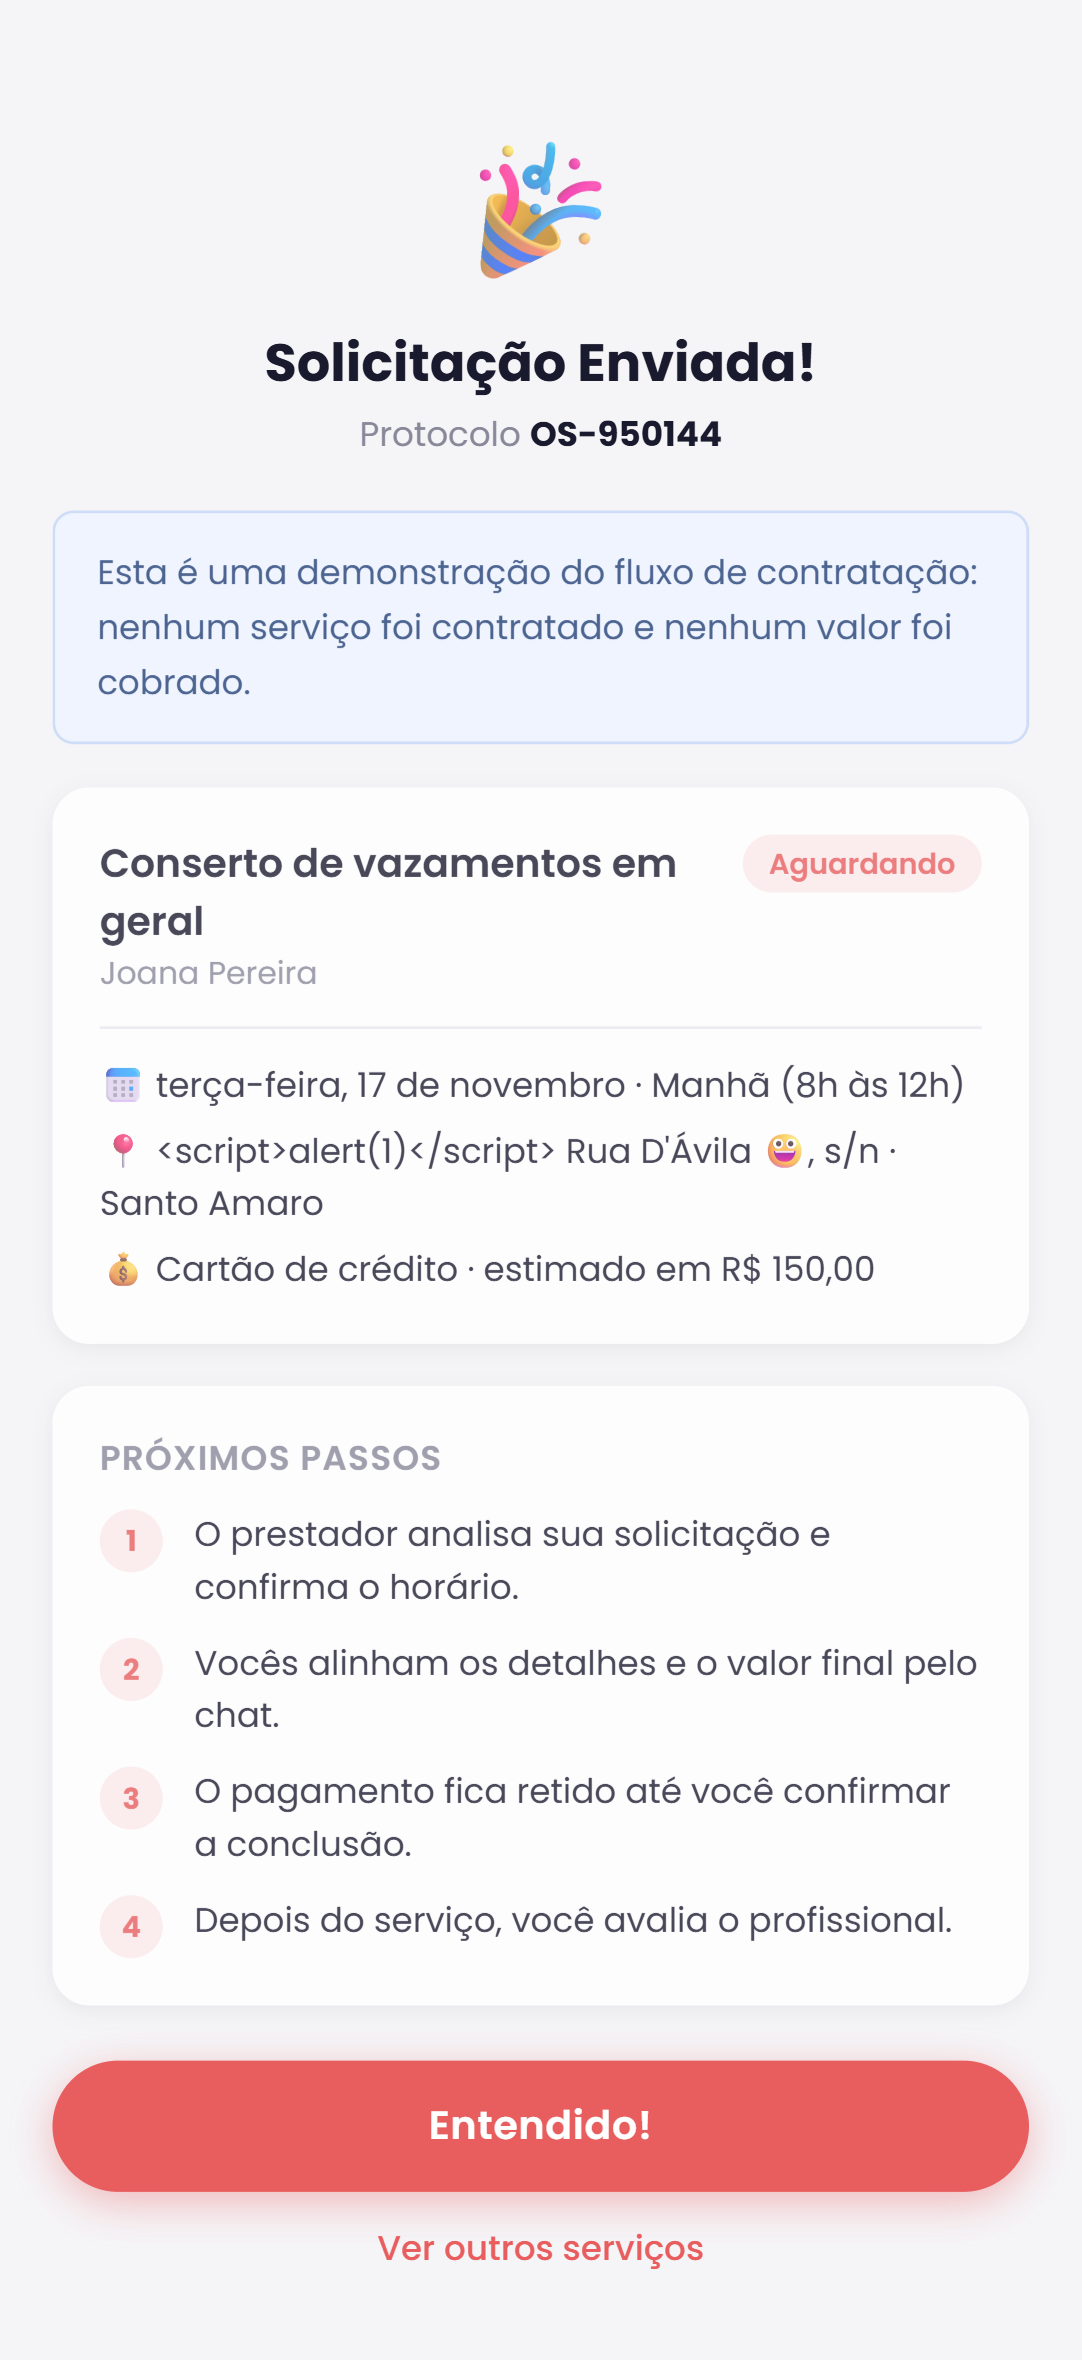 Solicitação Enviada!
Protocolo OS-950144
Esta é uma demonstração do fluxo de contratação:
nenhum serviço foi contratado e nenhum valor foi
cobrado.
Conserto de vazamentos em
geral
Aguardando
Joana Pereira
🗓️ terça-feira, 17 de novembro · Manhã (8h às 12h)
📍 <script>alert(1)</script> Rua D'Ávila 😀, s/n ·
Santo Amaro
💰 Cartão de crédito · estimado em R$ 150,00
PRÓXIMOS PASSOS
1 O prestador analisa sua solicitação e
confirma o horário.
2 Vocês alinham os detalhes e o valor final pelo
chat.
3 O pagamento fica retido até você confirmar
a conclusão.
4 Depois do serviço, você avalia o profissional.
Entendido!
Ver outros serviços